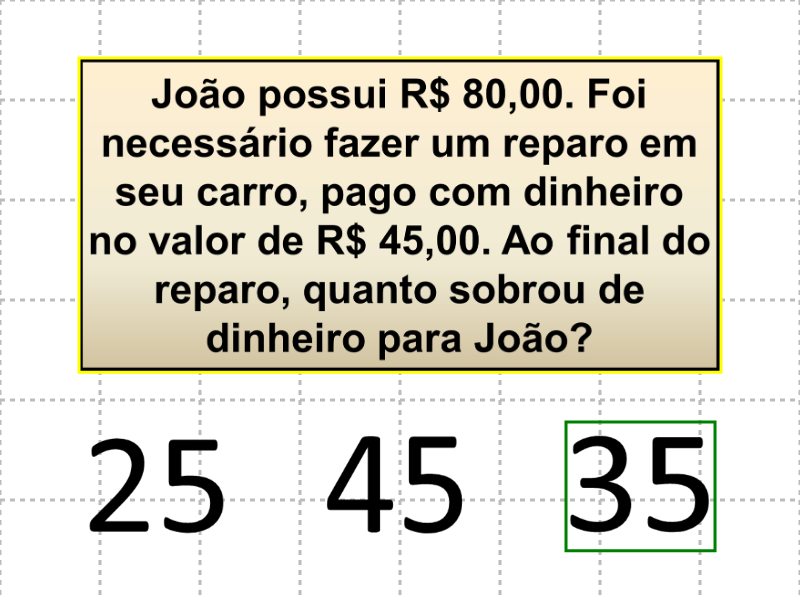 João possui R$ 80,00. Foi
necessário fazer um reparo em
seu carro, pago com dinheiro
no valor de R$ 45,00. Ao final do
reparo, quanto sobrou de
dinheiro para João?
25 45 35